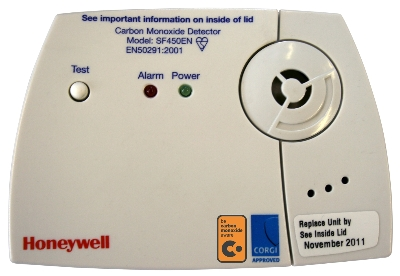 See important information on inside of lid
Carbon Monoxide Detector
Model: SF450EN
EN50291:2001
Test
Alarm Power
be
carbon
monoxide
aware
CORGI
APPROVED
Replace Unit by
See Inside Lid
November 2011
Honeywell